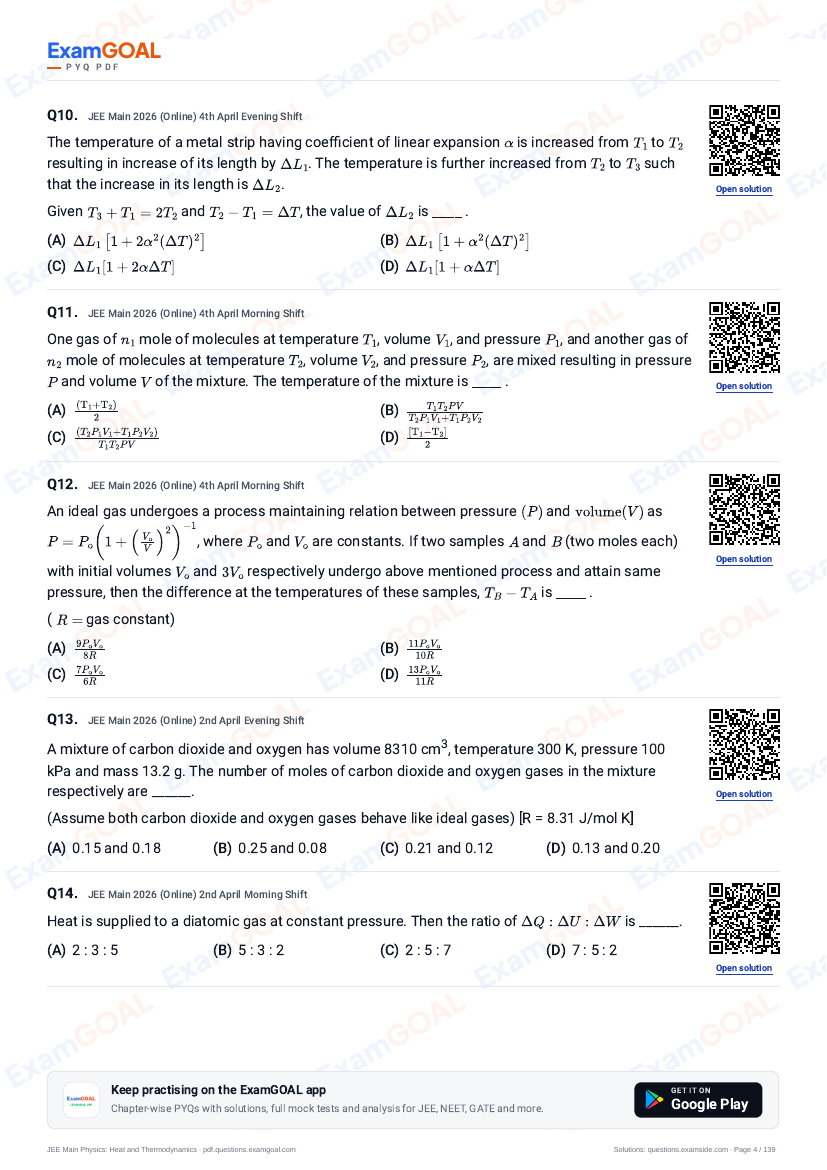 ExamGOAL
PYQ PDF
Q10. JEE Main 2026 (Online) 4th April Evening Shift
The temperature of a metal strip having coefficient of linear expansion α is increased from T₁ to T₂
resulting in increase of its length by ΔL₁. The temperature is further increased from T₂ to T₃ such
that the increase in its length is ΔL₂.
Given T₃ + T₁ = 2T₂ and T₂ − T₁ = ΔT, the value of ΔL₂ is ____ .
(A) ΔL₁ [1 + 2α²(ΔT)²] (B) ΔL₁ [1 + α²(ΔT)²]
(C) ΔL₁[1 + 2αΔT] (D) ΔL₁[1 + αΔT]
Open solution
Q11. JEE Main 2026 (Online) 4th April Morning Shift
One gas of n₁ mole of molecules at temperature T₁, volume V₁, and pressure P₁, and another gas of
n₂ mole of molecules at temperature T₂, volume V₂, and pressure P₂, are mixed resulting in pressure
P and volume V of the mixture. The temperature of the mixture is ____ .
(A) (T₁+T₂)/2 (B) T₁T₂PV/(T₂P₁V₁+T₁P₂V₂)
(C) (T₂P₁V₁+T₁P₂V₂)/T₁T₂PV (D) [T₁−T₂]/2
Open solution
Q12. JEE Main 2026 (Online) 4th April Morning Shift
An ideal gas undergoes a process maintaining relation between pressure (P) and volume(V) as
P = Pₒ(1 + (Vₒ/V)²)⁻¹, where Pₒ and Vₒ are constants. If two samples A and B (two moles each)
with initial volumes Vₒ and 3Vₒ respectively undergo above mentioned process and attain same
pressure, then the difference at the temperatures of these samples, T_B − T_A is ____ .
( R = gas constant)
(A) 9PₒVₒ/8R (B) 11PₒVₒ/10R
(C) 7PₒVₒ/6R (D) 13PₒVₒ/11R
Open solution
Q13. JEE Main 2026 (Online) 2nd April Evening Shift
A mixture of carbon dioxide and oxygen has volume 8310 cm³, temperature 300 K, pressure 100
kPa and mass 13.2 g. The number of moles of carbon dioxide and oxygen gases in the mixture
respectively are ______.
(Assume both carbon dioxide and oxygen gases behave like ideal gases) [R = 8.31 J/mol K]
(A) 0.15 and 0.18 (B) 0.25 and 0.08 (C) 0.21 and 0.12 (D) 0.13 and 0.20
Open solution
Q14. JEE Main 2026 (Online) 2nd April Morning Shift
Heat is supplied to a diatomic gas at constant pressure. Then the ratio of ΔQ : ΔU : ΔW is ______.
(A) 2 : 3 : 5 (B) 5 : 3 : 2 (C) 2 : 5 : 7 (D) 7 : 5 : 2
Open solution
Keep practising on the ExamGOAL app
Chapter-wise PYQs with solutions, full mock tests and analysis for JEE, NEET, GATE and more.
GET IT ON
Google Play
JEE Main Physics: Heat and Thermodynamics · pdf.questions.examgoal.com Solutions: questions.examside.com · Page 4 / 139